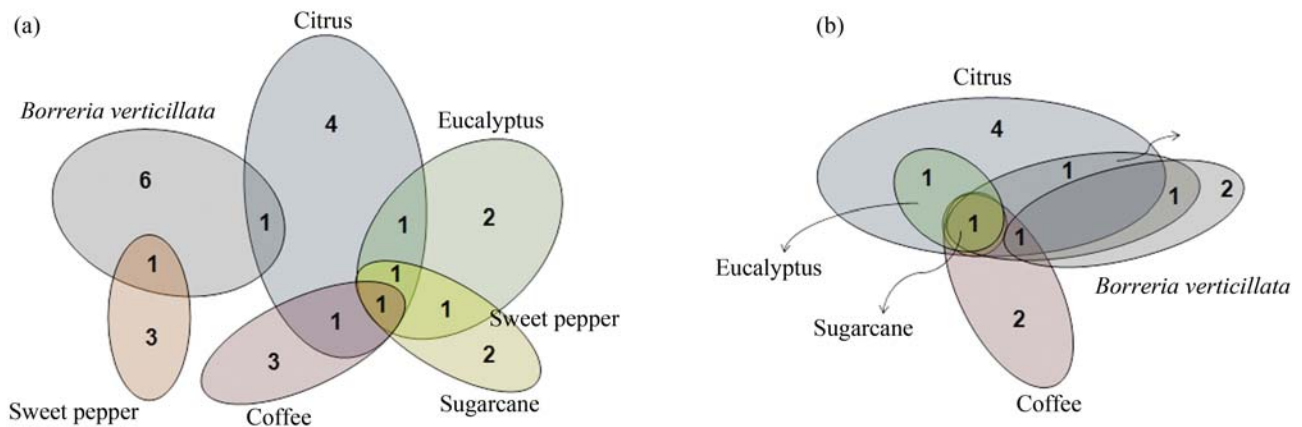 (a)
Citrus
Borreria verticillata
Eucalyptus
4
6
2
1
1
1
1
1
1
1
Sweet pepper
3
3
2
Sweet pepper
Coffee
Sugarcane
(b)
Citrus
4
1
1
1
2
1
1
Eucalyptus
Borreria verticillata
Sugarcane
2
Coffee